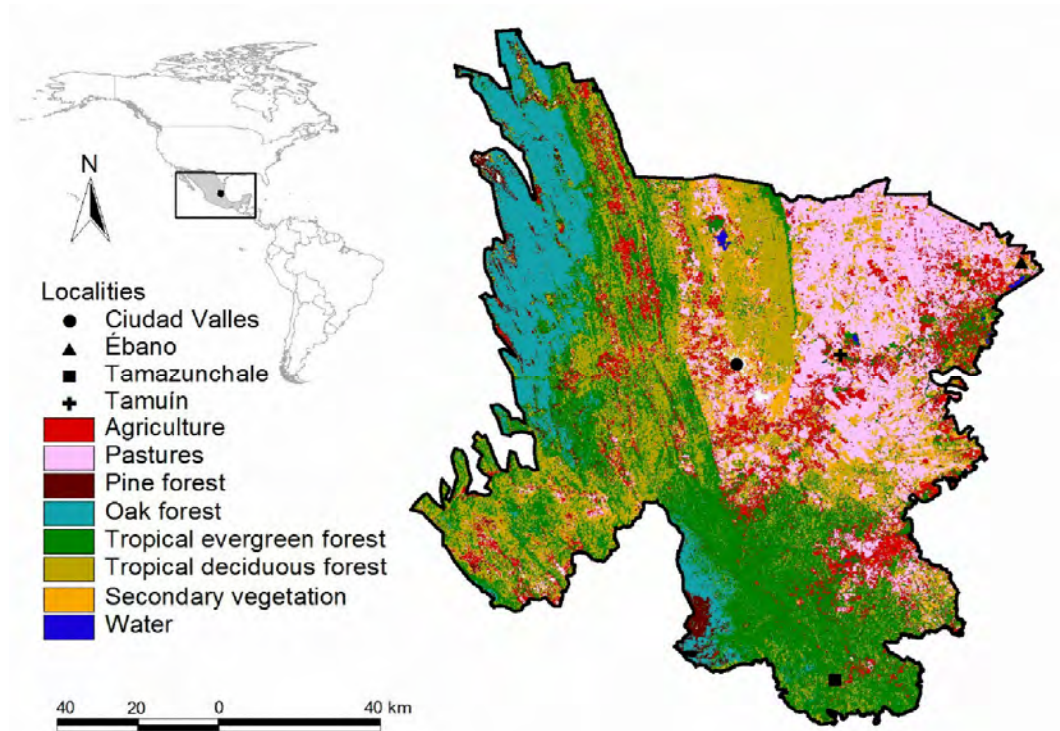 N
Localities
Ciudad Valles
Ébano
Tamazunchale
Tamuín
Agriculture
Pastures
Pine forest
Oak forest
Tropical evergreen forest
Tropical deciduous forest
Secondary vegetation
Water
40 20 0 40 km